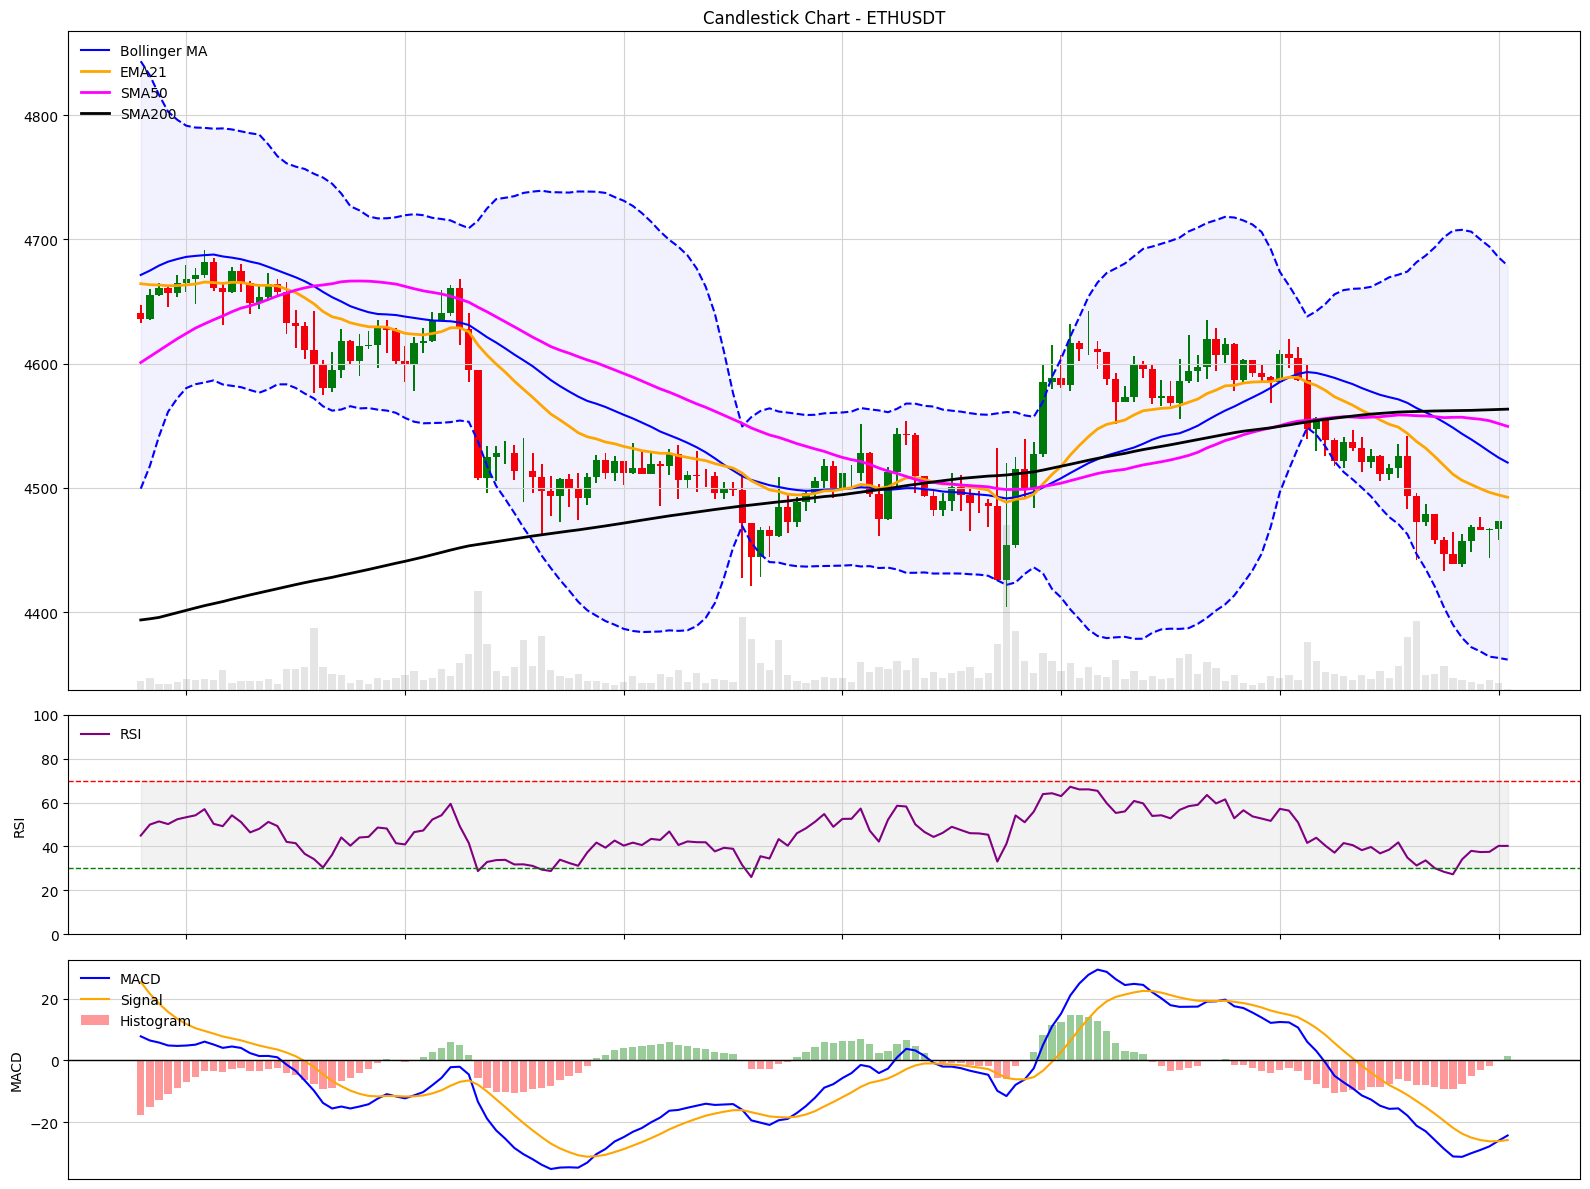 Candlestick Chart - ETHUSDT
Bollinger MA
EMA21
SMA50
SMA200
4800
4700
4600
4500
4400
100
80
60
40
20
0
RSI
RSI
20
0
−20
MACD
MACD
Signal
Histogram